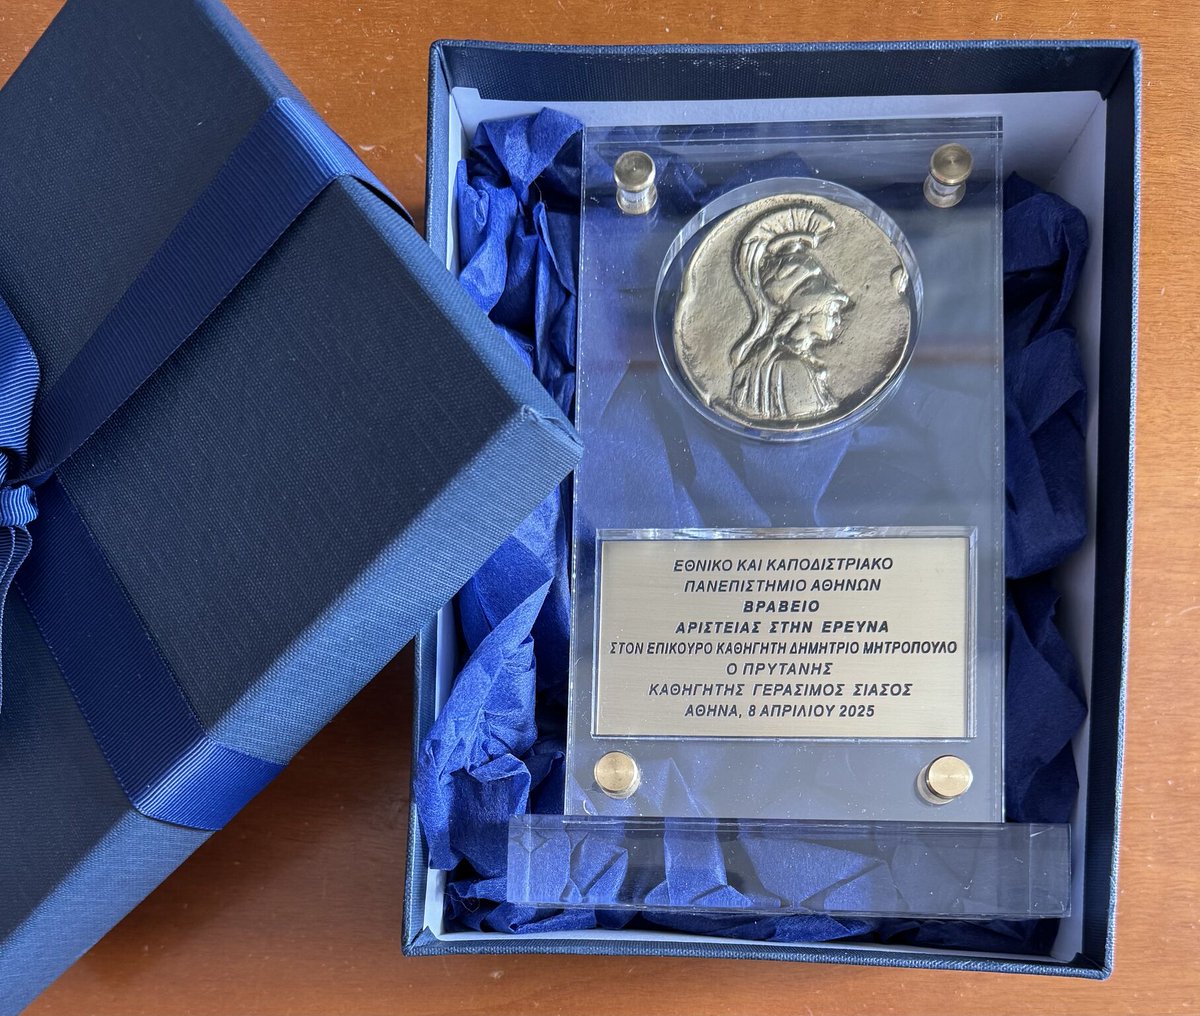 ΕΘΝΙΚΟ ΚΑΙ ΚΑΠΟΔΙΣΤΡΙΑΚΟ
ΠΑΝΕΠΙΣΤΗΜΙΟ ΑΘΗΝΩΝ
ΒΡΑΒΕΙΟ
ΑΡΙΣΤΕΙΑΣ ΣΤΗΝ ΕΡΕΥΝΑ
ΣΤΟΝ ΕΠΙΚΟΥΡΟ ΚΑΘΗΓΗΤΗ ΔΗΜΗΤΡΙΟ ΜΗΤΡΟΠΟΥΛΟ
Ο ΠΡΥΤΑΝΗΣ
ΚΑΘΗΓΗΤΗΣ ΓΕΡΑΣΙΜΟΣ ΣΙΑΣΟΣ
ΑΘΗΝΑ, 8 ΑΠΡΙΛΙΟΥ 2025